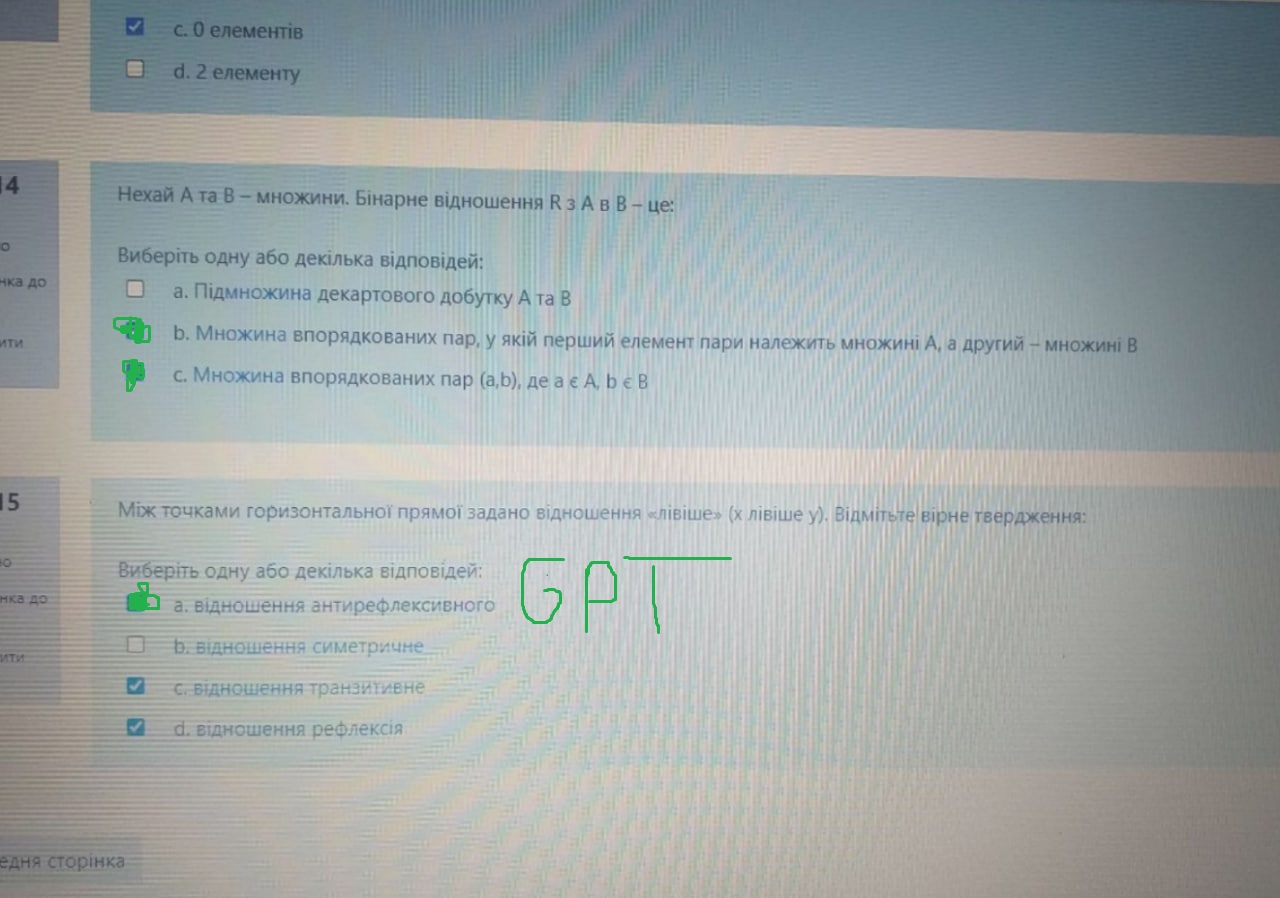 c. 0 елементів
d. 2 елементу
14
Нехай А та В – множини. Бінарне відношення R з А в В – це:
о
нка до
ити
Виберіть одну або декілька відповідей:
a. Підмножина декартового добутку А та В
b. Множина впорядкованих пар, у якій перший елемент пари належить множині А, а другий – множині В
c. Множина впорядкованих пар (a,b), де a є A, b є B
15
Між точками горизонтальної прямої задано відношення «лівіше» (х лівіше у). Відмітьте вірне твердження:
но
нка до
ити
Виберіть одну або декілька відповідей:
GPT
a. відношення антирефлексивного
b. відношення симетричне
c. відношення транзитивне
d. відношення рефлексія
едня сторінка